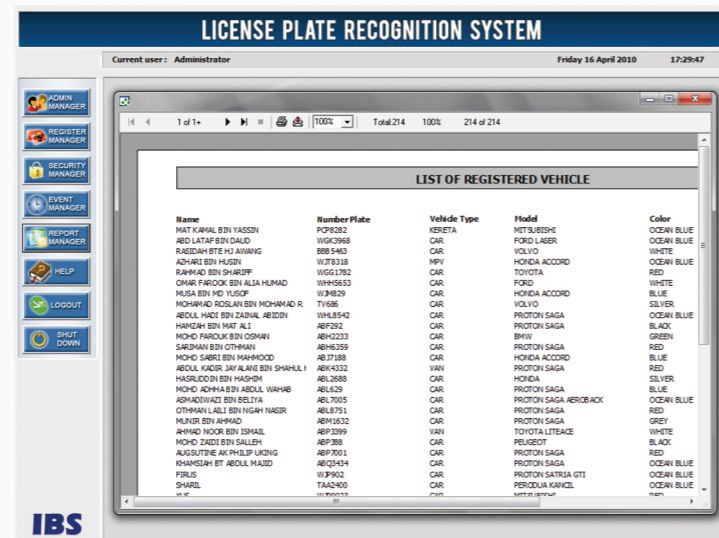 LICENSE PLATE RECOGNITION SYSTEM
Current user : Administrator Friday 16 April 2010 17:29:47
ADMIN MANAGER
REGISTER MANAGER
SECURITY MANAGER
EVENT MANAGER
REPORT MANAGER
HELP
LOGOUT
SHUT DOWN
1 of 1+ 100% Total:214 100% 214 of 214
LIST OF REGISTERED VEHICLE
Name Number Plate Vehicle Type Model Color
MAT KAMAL BIN YASSIN PCP8282 KERETA MITSUBISHI OCEAN BLUE
ABD LATAF BIN DAUD WGK3968 CAR FORD LASER OCEAN BLUE
RASIDAH BTE HJ AWANG BBB5463 CAR VOLVO WHITE
AZHARI BIN HUSIN WJT8318 MPV HONDA ACCORD OCEAN BLUE
RAHMAD BIN SHARIFF WGG1782 CAR TOYOTA RED
OMAR FAROOK BIN ALIA HUMAD WHH5653 CAR FORD WHITE
MUSA BIN MD YUSOF WJM829 CAR HONDA ACCORD BLUE
MOHAMAD ROSLAN BIN MOHAMAD R TV686 CAR VOLVO SILVER
ABDUL HADI BIN ZAINAL ABIDIN WHL8542 CAR PROTON SAGA OCEAN BLUE
HAMZAH BIN MAT ALI ABF292 CAR PROTON SAGA BLACK
MOHD FAROUK BIN OSMAN ABH2233 CAR BMW GREEN
SARIMAN BIN OTHMAN ABH6359 CAR PROTON SAGA RED
MOHD SABRI BIN MAHMOOD ABJ7188 CAR HONDA ACCORD BLUE
ABDUL KADIR JAYALANI BIN SHAHUL H ABK4332 VAN PROTON SAGA RED
HASRUDDIN BIN HASHIM ABL2688 CAR HONDA SILVER
MOHD ADHHA BIN ABDUL WAHAB ABL629 CAR PROTON SAGA BLUE
ASMADIWAZI BIN BELIYA ABL7005 CAR PROTON SAGA AEROBACK OCEAN BLUE
OTHMAN LAILI BIN NGAH NASIR ABL8751 CAR PROTON SAGA RED
MUNIR BIN AHMAD ABM1632 CAR PROTON SAGA GREY
AHMAD NOOR BIN ISMAIL ABP3399 VAN TOYOTA LITEACE WHITE
MOHD ZAIDI BIN SALLEH ABP388 CAR PEUGEOT BLACK
AUGSUTINE AK PHILIP UKING ABP7001 CAR PROTON SAGA RED
KHAMSIAH BT ABDUL MAJID ABQ3434 CAR PROTON SAGA OCEAN BLUE
FIRUS WJP902 CAR PROTON SATRIA GTI OCEAN BLUE
SHARIL TAA2400 CAR PERODUA KANCIL OCEAN BLUE
CAR MITSUBISHI RED
IBS